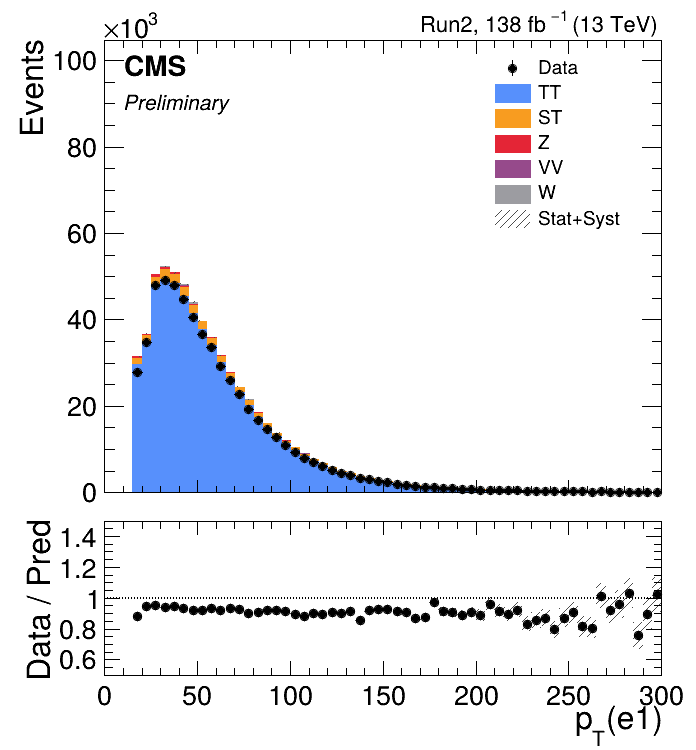 ×10³
Run2, 138 fb⁻¹ (13 TeV)
CMS
Preliminary
Data
TT
ST
Z
VV
W
Stat+Syst
Events
100
80
60
40
20
0
Data / Pred
1.4
1.2
1
0.8
0.6
0 50 100 150 200 250 300
p_T(e1)